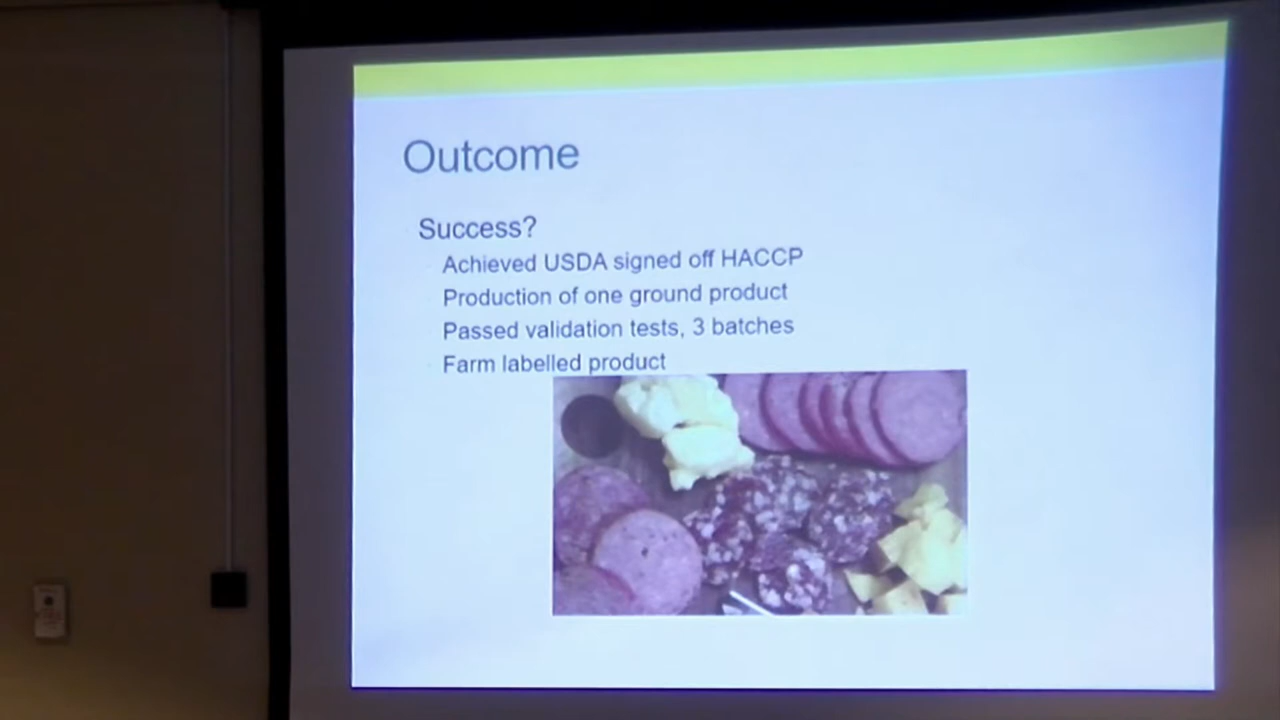 Outcome
Success?
Achieved USDA signed off HACCP
Production of one ground product
Passed validation tests, 3 batches
Farm labelled product